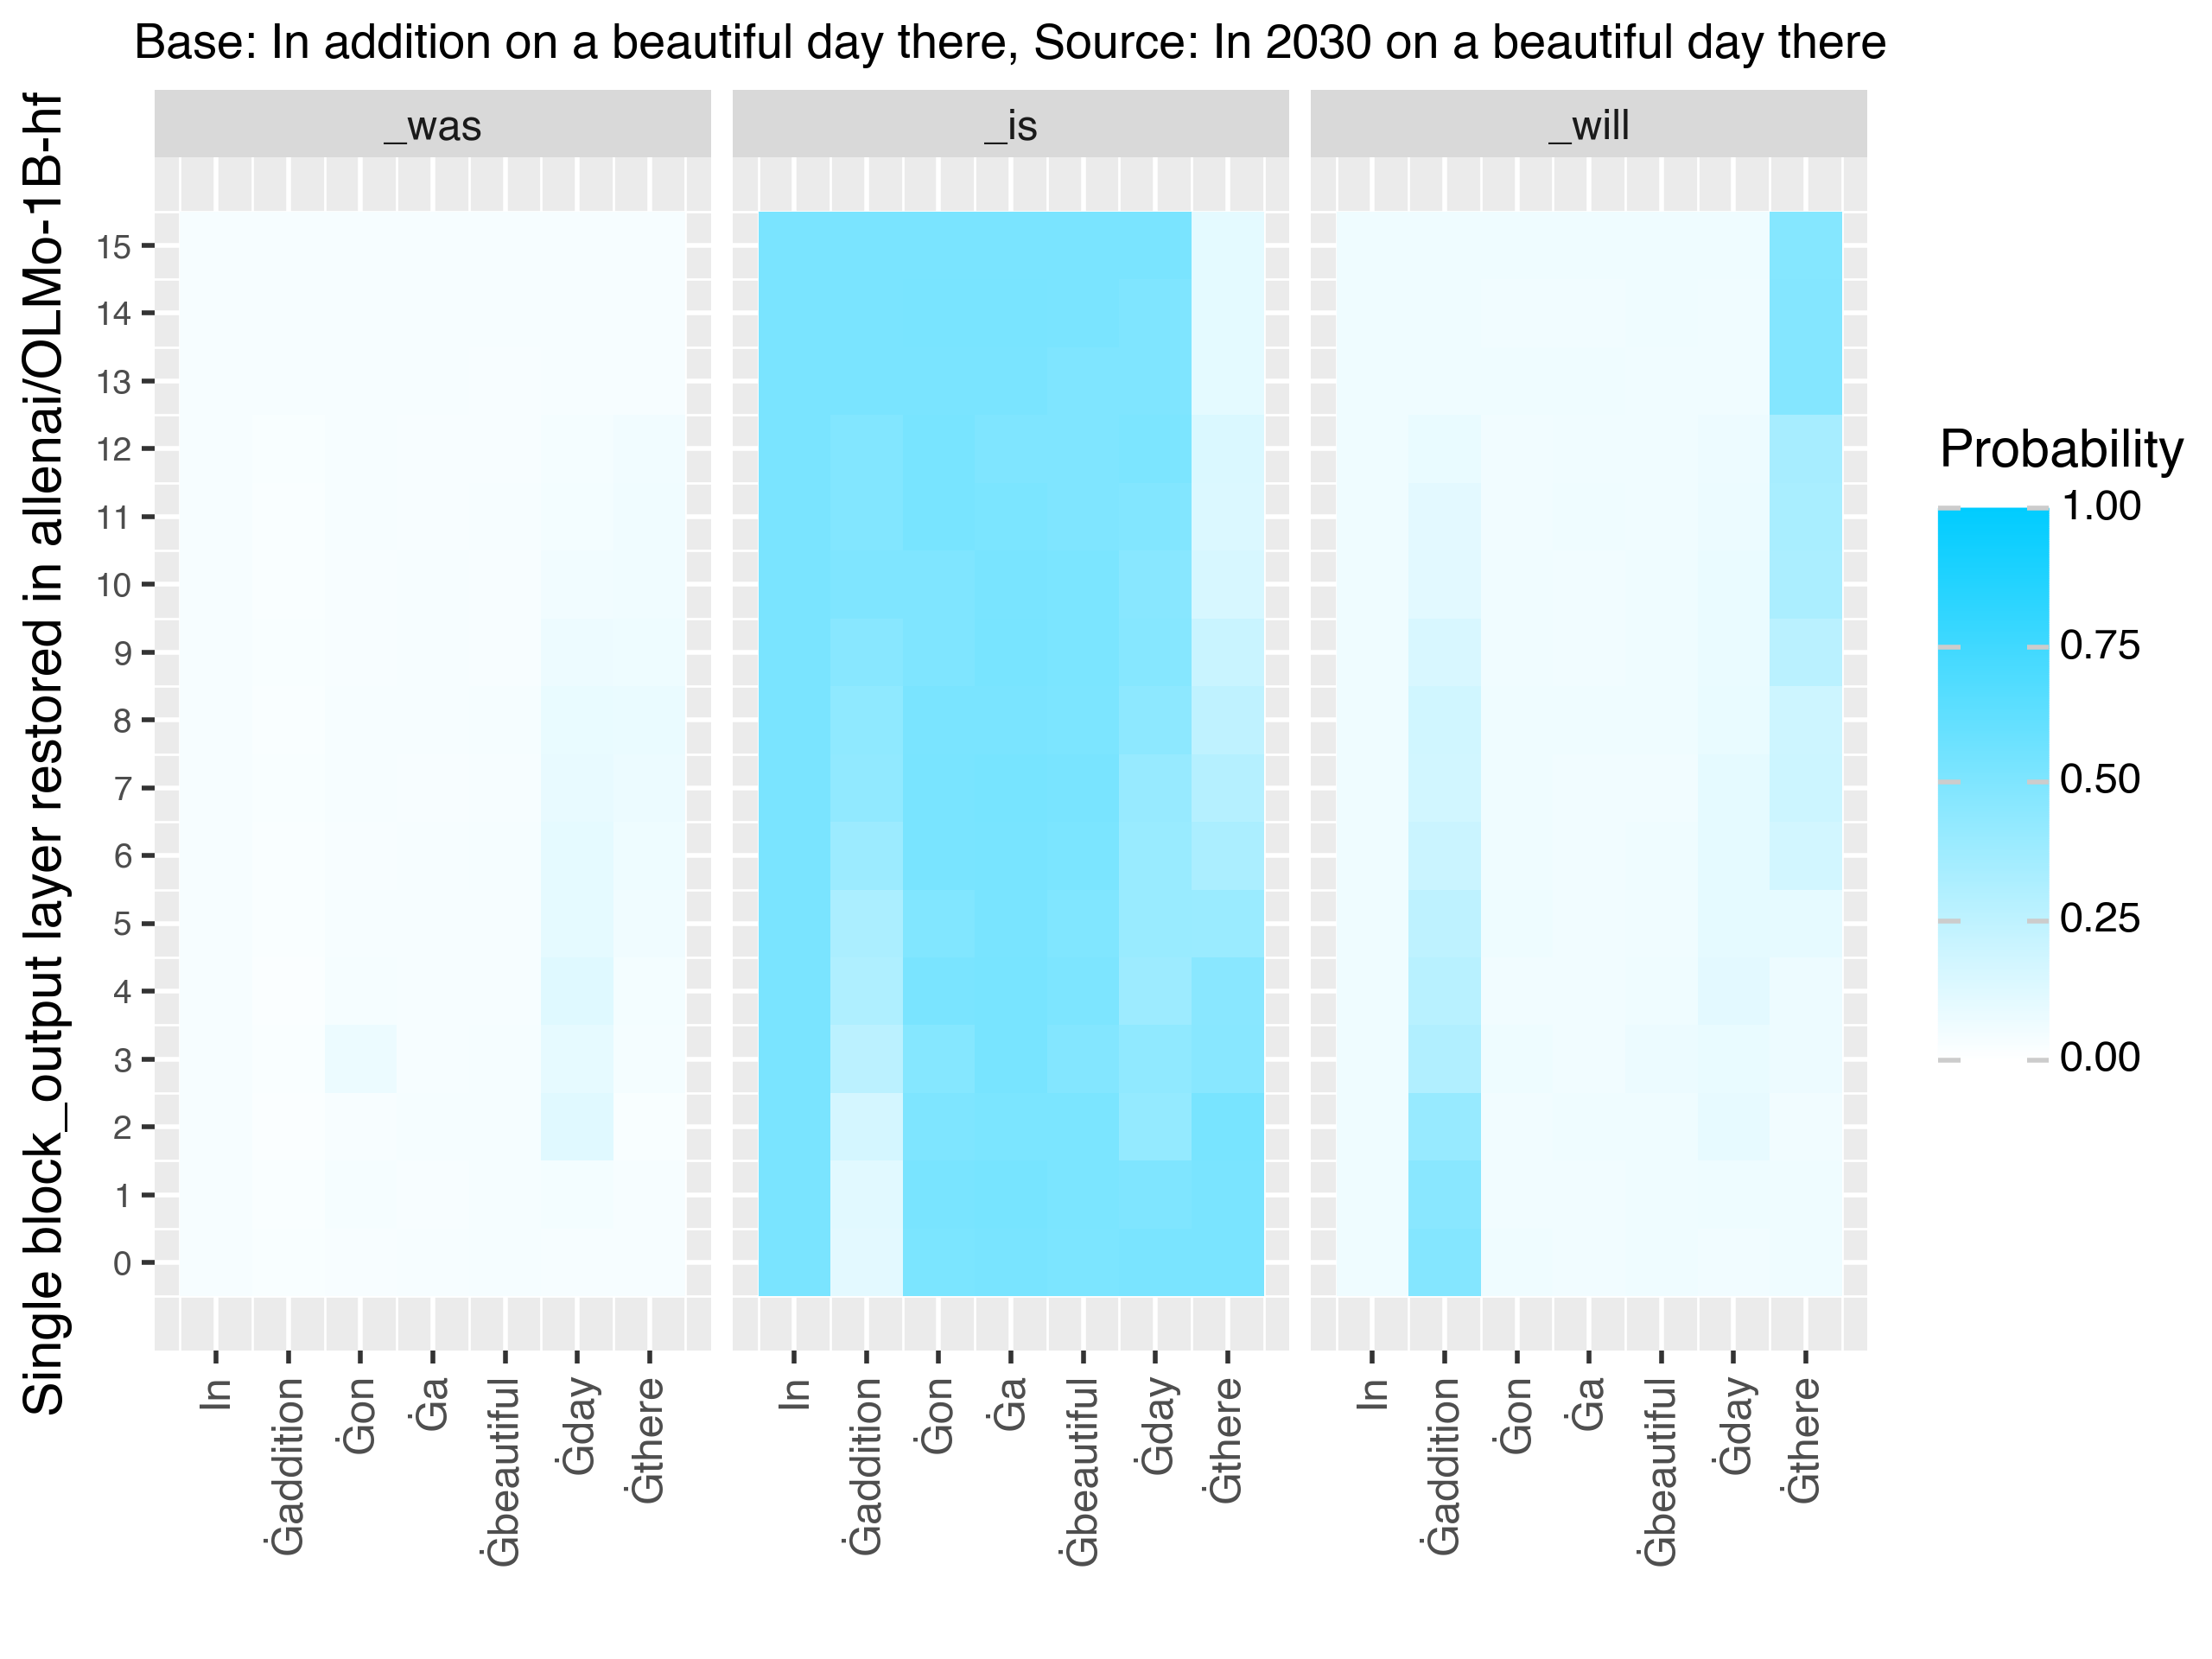 Base: In addition on a beautiful day there, Source: In 2030 on a beautiful day there
Single block_output layer restored in allenai/OLMo-1B-hf
_was
_is
_will
15
14
13
12
11
10
9
8
7
6
5
4
3
2
1
0
In
Ġaddition
Ġon
Ġa
Ġbeautiful
Ġday
Ġthere
In
Ġaddition
Ġon
Ġa
Ġbeautiful
Ġday
Ġthere
In
Ġaddition
Ġon
Ġa
Ġbeautiful
Ġday
Ġthere
Probability
1.00
0.75
0.50
0.25
0.00